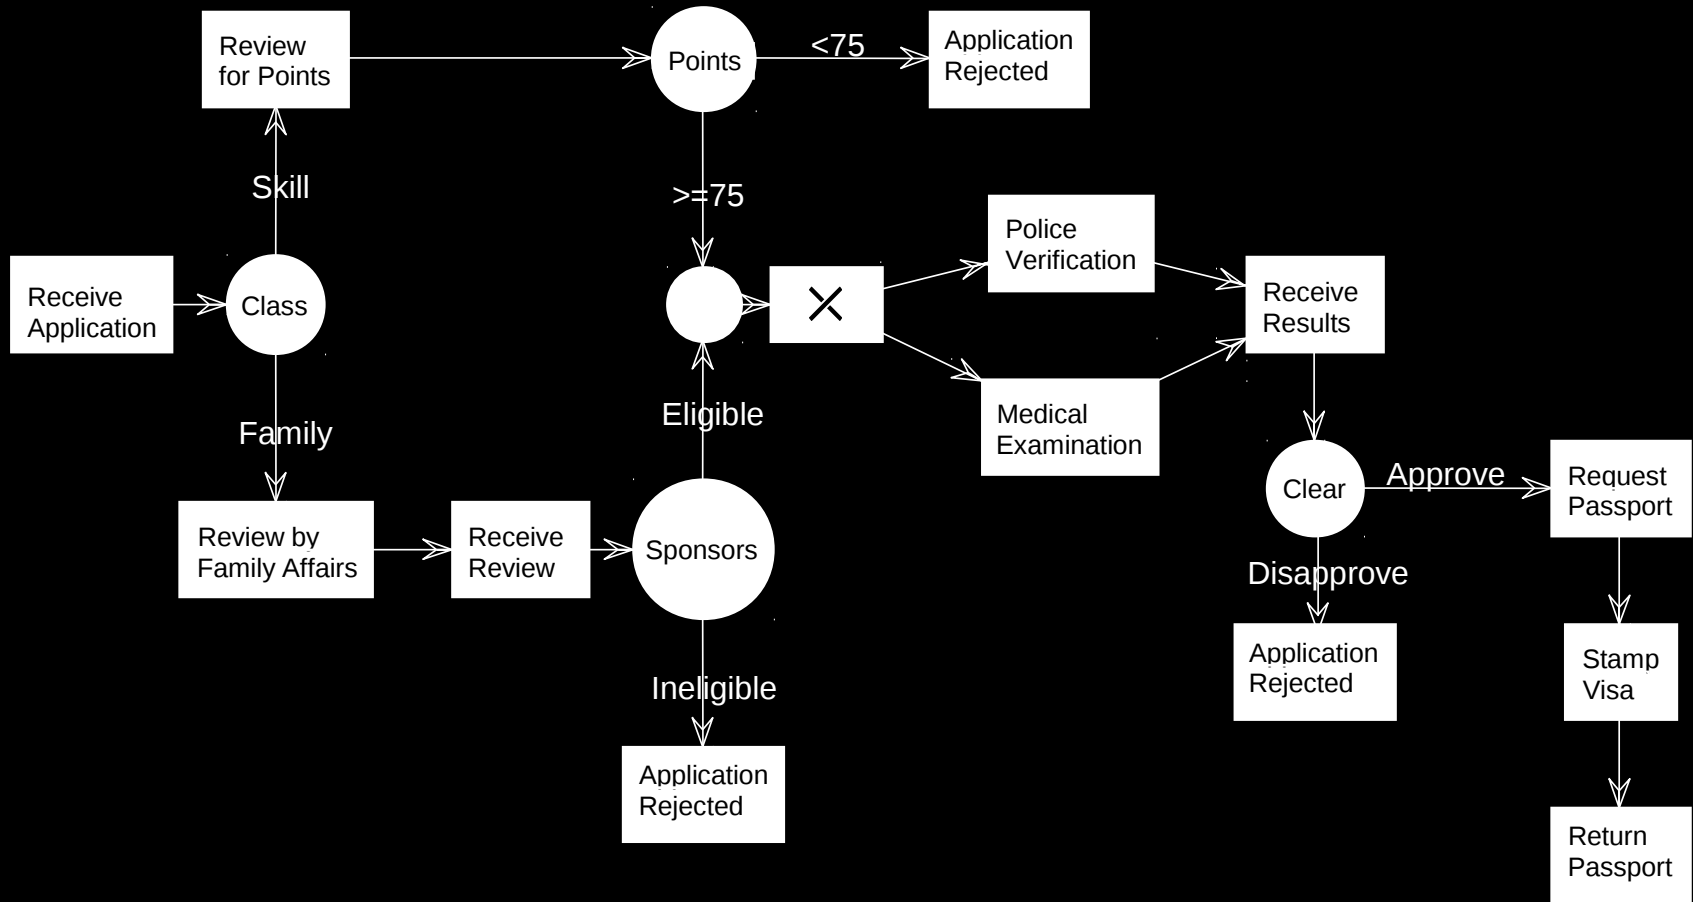 Review
for Points
Points
<75
Application
Rejected
Skill
>=75
Police
Verification
Receive
Application
Class
Receive
Results
Family
Eligible
Medical
Examination
Clear
Approve
Request
Passport
Review by
Family Affairs
Receive
Review
Sponsors
Disapprove
Application
Rejected
Stamp
Visa
Ineligible
Application
Rejected
Return
Passport